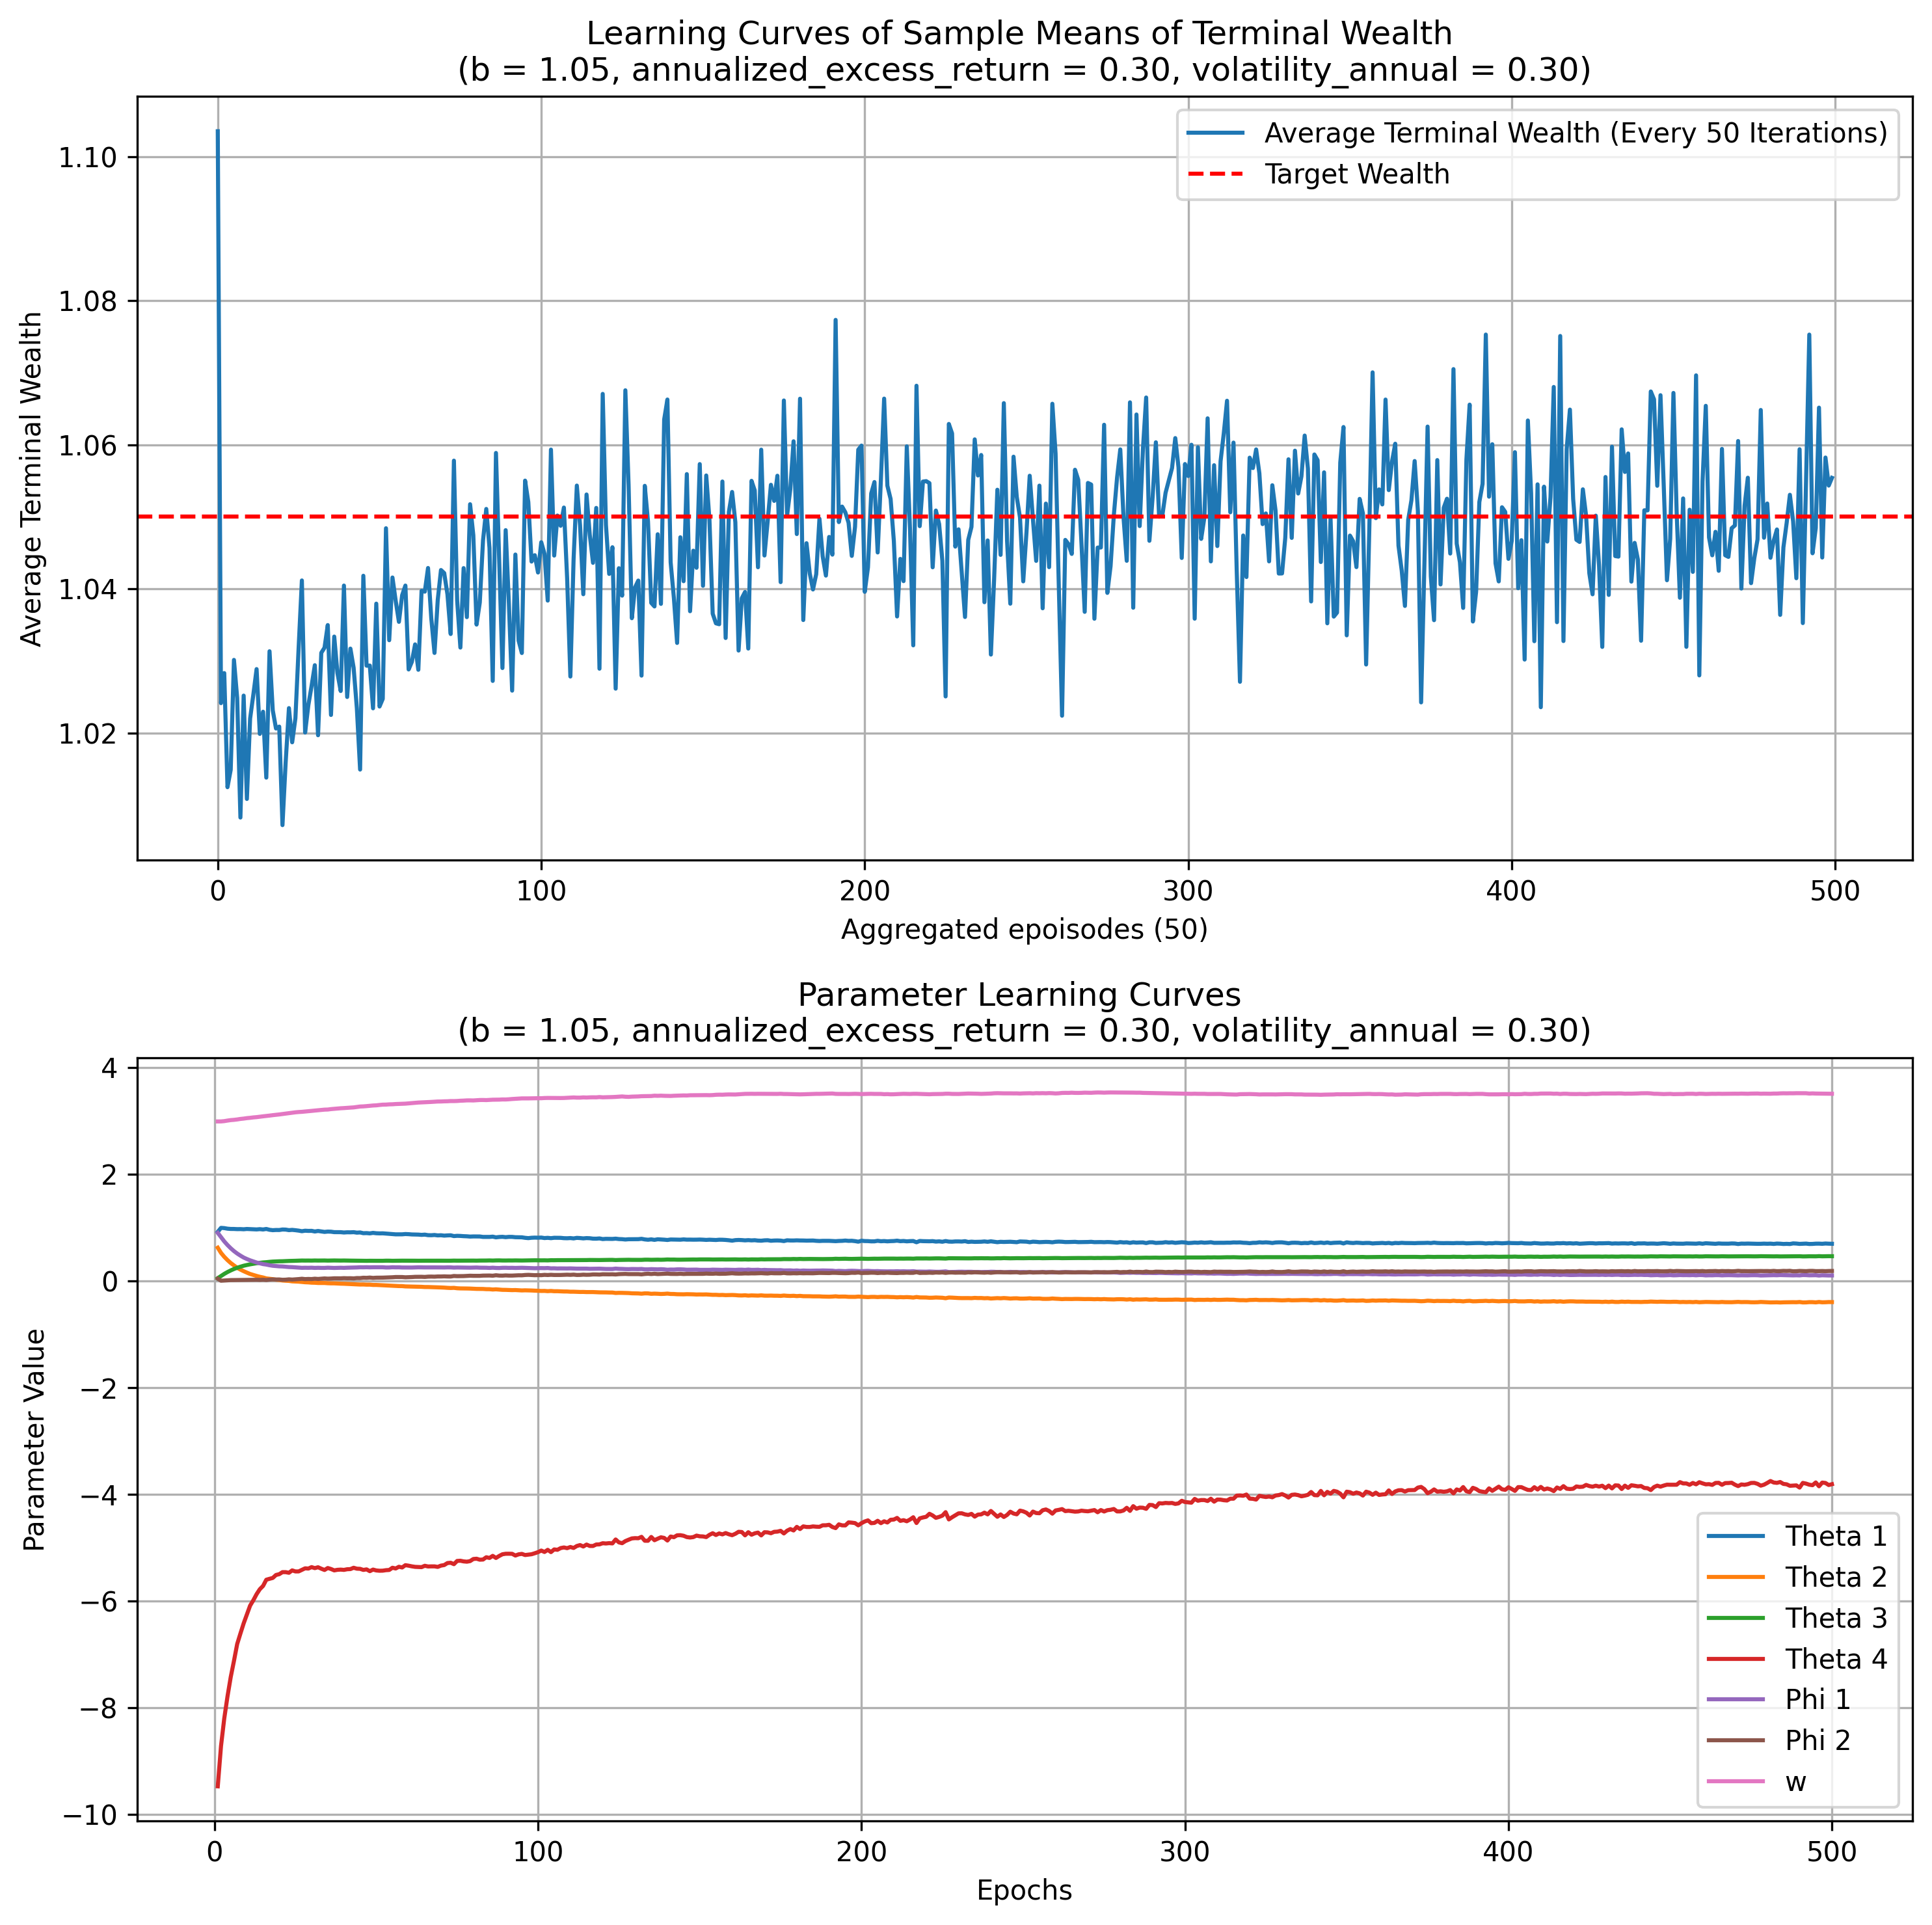 Learning Curves of Sample Means of Terminal Wealth
(b = 1.05, annualized_excess_return = 0.30, volatility_annual = 0.30)
Average Terminal Wealth (Every 50 Iterations)
Target Wealth
1.10
1.08
1.06
1.04
1.02
Average Terminal Wealth
0
100
200
300
400
500
Aggregated epoisodes (50)
Parameter Learning Curves
(b = 1.05, annualized_excess_return = 0.30, volatility_annual = 0.30)
4
2
0
−2
−4
−6
−8
−10
Parameter Value
Theta 1
Theta 2
Theta 3
Theta 4
Phi 1
Phi 2
w
0
100
200
300
400
500
Epochs